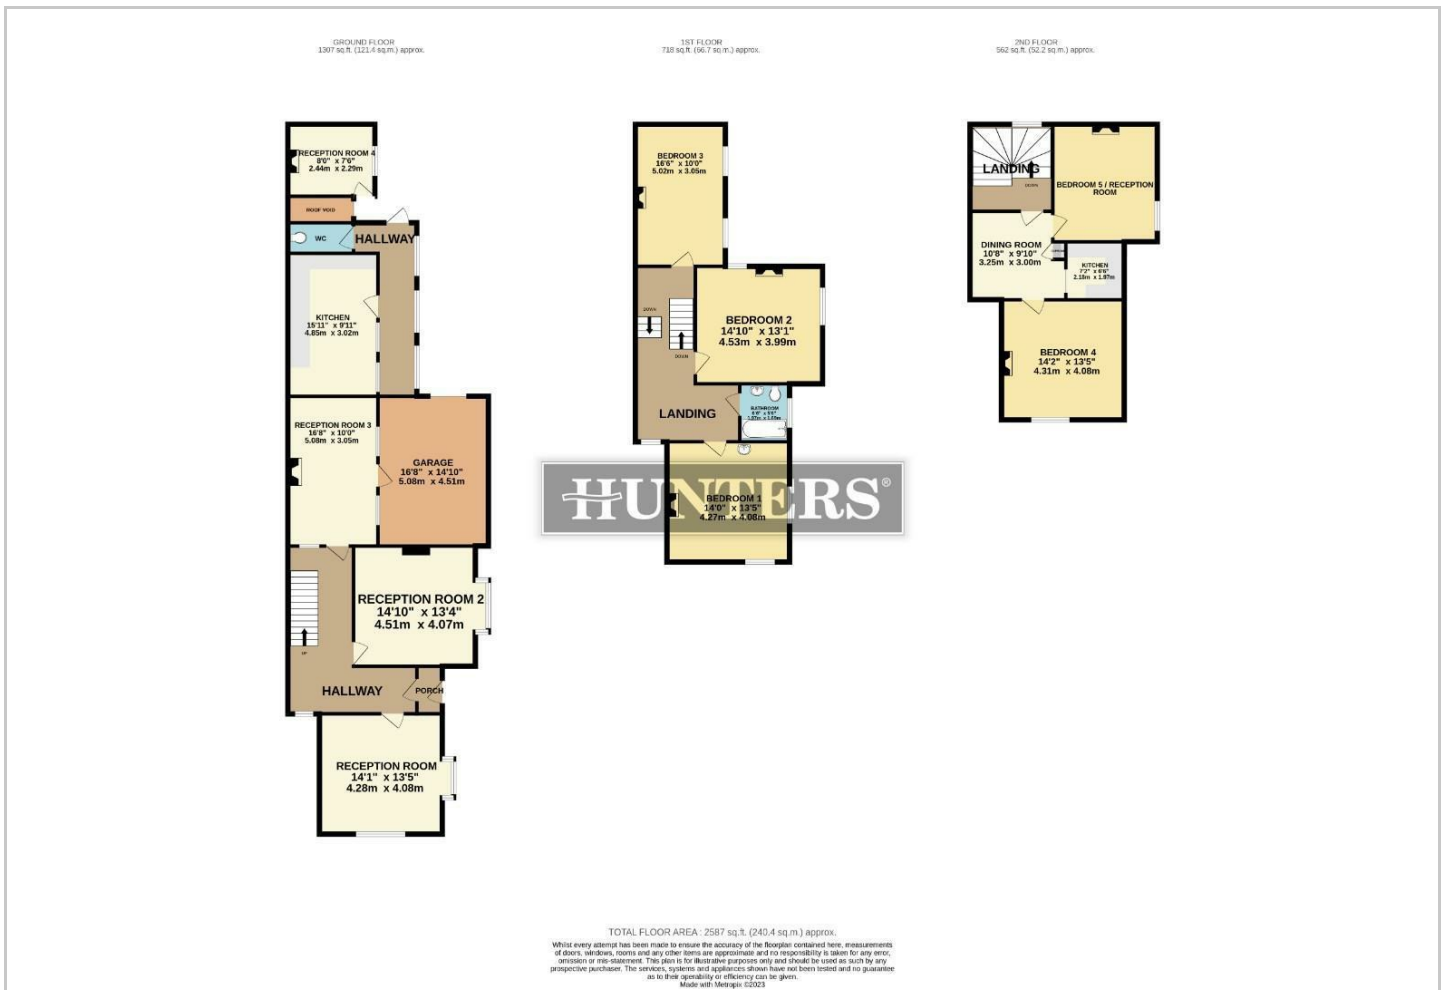 GROUND FLOOR
1307 sq.ft. (121.4 sq.m.) approx.
1ST FLOOR
718 sq.ft. (66.7 sq.m.) approx.
2ND FLOOR
562 sq.ft. (52.2 sq.m.) approx.
RECEPTION ROOM 4
8'0" x 7'6"
2.44m x 2.29m
ROOF VOID
WC
HALLWAY
KITCHEN
15'11" x 9'11"
4.85m x 3.02m
RECEPTION ROOM 3
16'8" x 10'0"
5.08m x 3.05m
GARAGE
16'8" x 14'10"
5.08m x 4.51m
RECEPTION ROOM 2
14'10" x 13'4"
4.51m x 4.07m
UP
HALLWAY
PORCH
RECEPTION ROOM
14'1" x 13'5"
4.28m x 4.08m
BEDROOM 3
16'6" x 10'0"
5.02m x 3.05m
DOWN
DOWN
BEDROOM 2
14'10" x 13'1"
4.53m x 3.99m
LANDING
BATHROOM
BEDROOM 1
14'0" x 13'5"
4.27m x 4.08m
HUNTERS®
LANDING
DOWN
BEDROOM 5 / RECEPTION
ROOM
DINING ROOM
10'8" x 9'10"
3.25m x 3.00m
KITCHEN
7'2" x 6'6"
BEDROOM 4
14'2" x 13'5"
4.31m x 4.08m
TOTAL FLOOR AREA : 2587 sq.ft. (240.4 sq.m.) approx.
Whilst every attempt has been made to ensure the accuracy of the floorplan contained here, measurements
of doors, windows, rooms and any other items are approximate and no responsibility is taken for any error,
omission or mis-statement. This plan is for illustrative purposes only and should be used as such by any
prospective purchaser. The services, systems and appliances shown have not been tested and no guarantee
as to their operability or efficiency can be given.
Made with Metropix ©2023